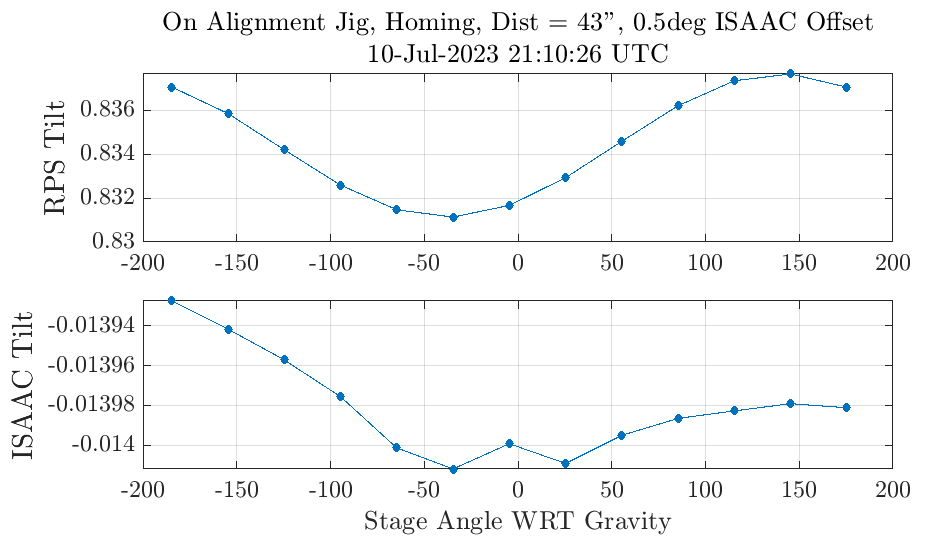 On Alignment Jig, Homing, Dist = 43”, 0.5deg ISAAC Offset
10-Jul-2023 21:10:26 UTC
RPS Tilt
0.836
0.834
0.832
0.83
-200 -150 -100 -50 0 50 100 150 200
ISAAC Tilt
-0.01394
-0.01396
-0.01398
-0.014
-200 -150 -100 -50 0 50 100 150 200
Stage Angle WRT Gravity